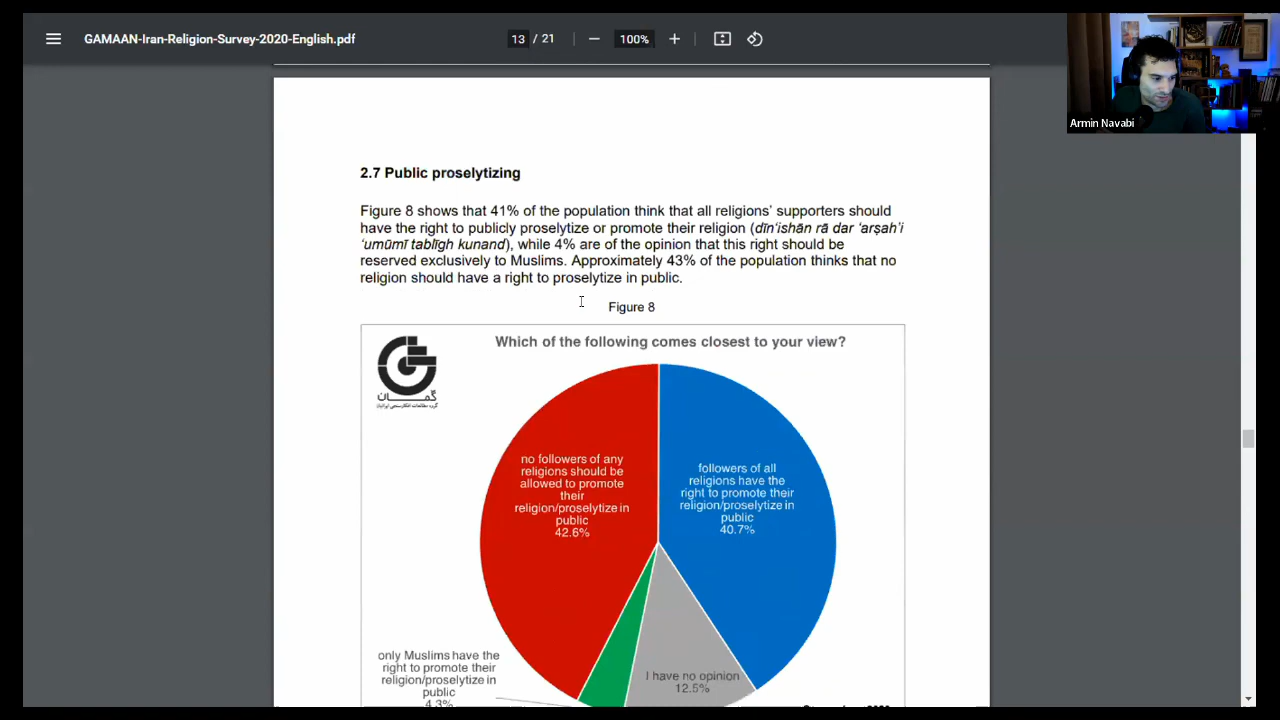 GAMAAN-Iran-Religion-Survey-2020-English.pdf
13 / 21
100%
Armin Navabi
2.7 Public proselytizing
Figure 8 shows that 41% of the population think that all religions' supporters should
have the right to publicly proselytize or promote their religion (dīn'ishān rā dar 'arṣah'i
'umūmī tablīgh kunand), while 4% are of the opinion that this right should be
reserved exclusively to Muslims. Approximately 43% of the population thinks that no
religion should have a right to proselytize in public.
Figure 8
Which of the following comes closest to your view?
گمان
گروه مطالعات افکارسنجی ایرانیان
no followers of any
religions should be
allowed to promote
their
religion/proselytize in
public
42.6%
followers of all
religions have the
right to promote their
religion/proselytize in
public
40.7%
only Muslims have the
right to promote their
religion/proselytize in
public
4.3%
I have no opinion
12.5%